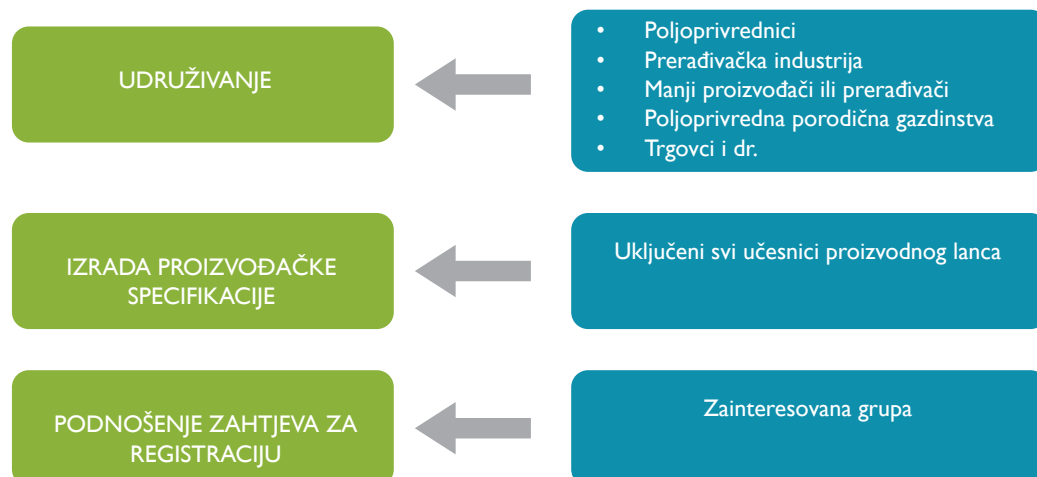 UDRUŽIVANJE
• Poljoprivrednici
• Prerađivačka industrija
• Manji proizvođači ili prerađivači
• Poljoprivredna porodična gazdinstva
• Trgovci i dr.
IZRADA PROIZVOĐAČKE
SPECIFIKACIJE
Uključeni svi učesnici proizvodnog lanca
PODNOŠENJE ZAHTJEVA ZA
REGISTRACIJU
Zainteresovana grupa